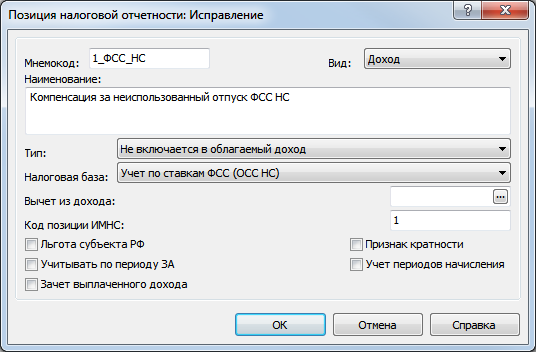 Позиция налоговой отчетности: Исправление
Мнемокод: 1_ФСС_НС Вид: Доход
Наименование:
Компенсация за неиспользованный отпуск ФСС НС
Тип: Не включается в облагаемый доход
Налоговая база: Учет по ставкам ФСС (ОСС НС)
Вычет из дохода: ...
Код позиции ИМНС: 1
Льгота субъекта РФ Признак кратности
Учитывать по периоду ЗА Учет периодов начисления
Зачет выплаченного дохода
ОК Отмена Справка